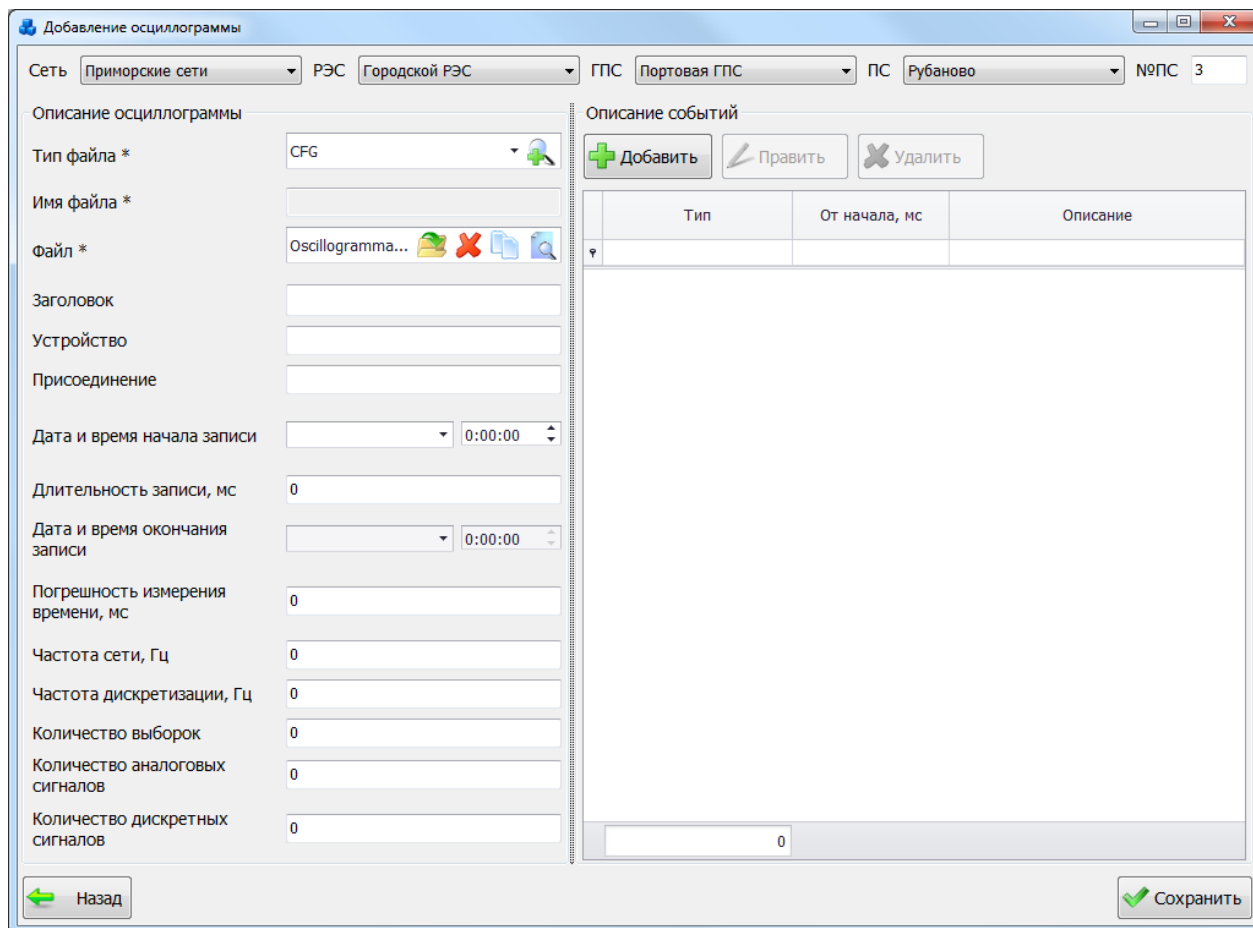 Добавление осциллограммы
Сеть Приморские сети РЭС Городской РЭС ГПС Портовая ГПС ПС Рубаново №ПС 3
Описание осциллограммы
Тип файла * CFG
Имя файла *
Файл * Oscillogramma...
Заголовок
Устройство
Присоединение
Дата и время начала записи 0:00:00
Длительность записи, мс 0
Дата и время окончания
записи 0:00:00
Погрешность измерения
времени, мс 0
Частота сети, Гц 0
Частота дискретизации, Гц 0
Количество выборок 0
Количество аналоговых
сигналов 0
Количество дискретных
сигналов 0
Описание событий
Добавить Править Удалить
Тип От начала, мс Описание
0
Назад Сохранить